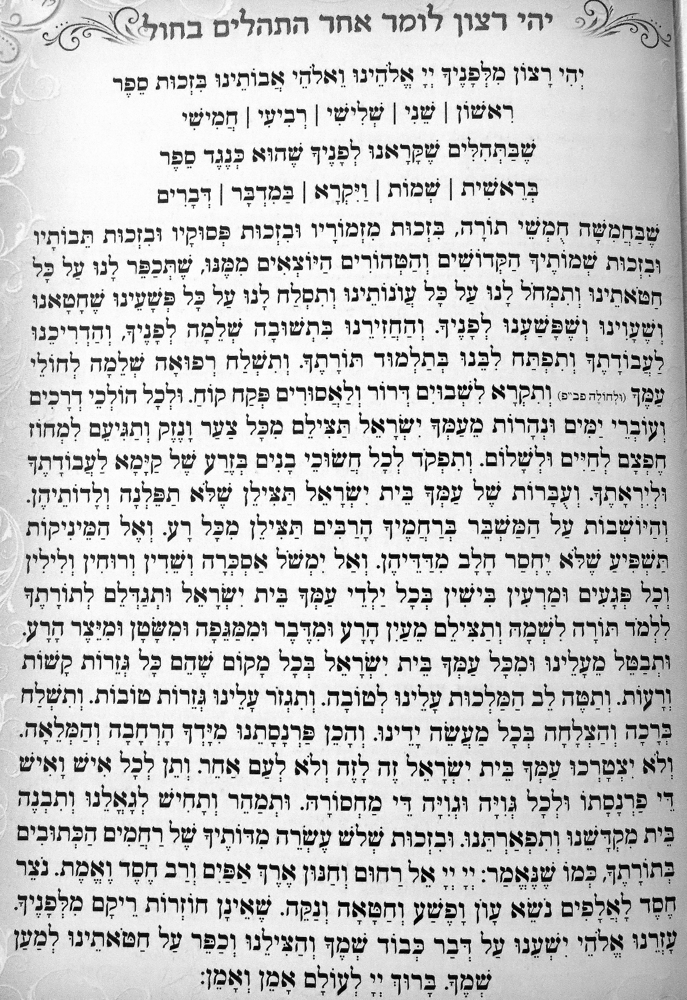 יהי רצון לומר אחר התהלים בחול
יְהִי רָצוֹן מִלְּפָנֶיךָ יְיָ אֱלֹהֵינוּ וֵאלֹהֵי אֲבוֹתֵינוּ בִּזְכוּת סֵפֶר
רִאשׁוֹן | שֵׁנִי | שְׁלִישִׁי | רְבִיעִי | חֲמִישִׁי
שֶׁבַּתְּהִלִּים שֶׁקָּרָאנוּ לְפָנֶיךָ שֶׁהוּא כְּנֶגֶד סֵפֶר
בְּרֵאשִׁית | שְׁמוֹת | וַיִּקְרָא | בַּמִדְבָּר | דְּבָרִים
שֶׁבַּחֲמִשָּׁה חֻמְשֵׁי תוֹרָה, בִּזְכוּת מִזְמוֹרָיו וּבִזְכוּת פְּסוּקָיו וּבִזְכוּת תֵּבוֹתָיו
וּבִזְכוּת שְׁמוֹתֶיךָ הַקְּדוֹשִׁים וְהַטְּהוֹרִים הַיּוֹצְאִים מִמֶּנּוּ, שֶׁתְּכַפֵּר לָנוּ עַל כָּל
חַטֹּאתֵינוּ וְתִמְחֹל לָנוּ עַל כָּל עֲוֹנוֹתֵינוּ וְתִסְלַח לָנוּ עַל כָּל פְּשָׁעֵינוּ שֶׁחָטָאנוּ
וְשֶׁעָוִינוּ וְשֶׁפָּשַׁעְנוּ לְפָנֶיךָ. וְהַחֲזִירֵנוּ בִּתְשׁוּבָה שְׁלֵמָה לְפָנֶיךָ, וְהַדְרִיכֵנוּ
לַעֲבוֹדָתֶךָ וְתִפְתַּח לִבֵּנוּ בְּתַלְמוּד תּוֹרָתֶךָ. וְתִשְׁלַח רְפוּאָה שְׁלֵמָה לְחוֹלֵי
עַמֶּךָ (וּלְחוֹלֶה פב״פ) וְתִקְרָא לִשְׁבוּיִם דְּרוֹר וְלַאֲסוּרִים פְּקַח קוֹחַ. וּלְכָל הוֹלְכֵי דְרָכִים
וְעוֹבְרֵי יַמִּים וּנְהָרוֹת מֵעַמְּךָ יִשְׂרָאֵל תַּצִּילֵם מִכָּל צַעַר וָנֶזֶק וְתַגִּיעֵם לִמְחוֹז
חֶפְצָם לְחַיִּים וּלְשָׁלוֹם. וְתִפְקֹד לְכָל חֲשׂוּכֵי בָנִים בְּזֶרַע שֶׁל קַיָּמָא לַעֲבוֹדָתֶךָ
וּלְיִרְאָתֶךָ. וְעֻבָּרוֹת שֶׁל עַמְּךָ בֵּית יִשְׂרָאֵל תַּצִּילֵן שֶׁלֹּא תַפֵּלְנָה וְלָדוֹתֵיהֶן.
וְהַיּוֹשְׁבוֹת עַל הַמַּשְׁבֵּר בְּרַחֲמֶיךָ הָרַבִּים תַּצִּילֵן מִכָּל רָע. וְאֶל הַמֵּינִיקוֹת
תַּשְׁפִּיעַ שֶׁלֹּא יֶחְסַר חָלָב מִדַּדֵּיהֶן. וְאַל יִמְשֹׁל אַסְכְּרָה וְשֵׁדִין וְרוּחִין וְלִילִין
וְכָל פְּגָעִים וּמַרְעִין בִּישִׁין בְּכָל יַלְדֵי עַמְּךָ בֵּית יִשְׂרָאֵל וּתְגַדְּלֵם לְתוֹרָתֶךָ
לִלְמֹד תּוֹרָה לִשְׁמָהּ וְתַצִּילֵם מֵעַיִן הָרָע וּמִדֶּבֶר וּמִמַּגֵּפָה וּמִשָּׂטָן וּמִיֵּצֶר הָרָע.
וּתְבַטֵּל מֵעָלֵינוּ וּמִכָּל עַמְּךָ בֵּית יִשְׂרָאֵל בְּכָל מָקוֹם שֶׁהֵם כָּל גְּזֵרוֹת קָשׁוֹת
וְרָעוֹת. וְתַטֶּה לֵב הַמַּלְכוּת עָלֵינוּ לְטוֹבָה. וְתִגְזֹר עָלֵינוּ גְּזֵרוֹת טוֹבוֹת. וְתִשְׁלַח
בְּרָכָה וְהַצְלָחָה בְּכָל מַעֲשֵׂה יָדֵינוּ. וְהָכֵן פַּרְנָסָתֵנוּ מִיָּדְךָ הָרְחָבָה וְהַמְּלֵאָה.
וְלֹא יִצְטָרְכוּ עַמְּךָ בֵּית יִשְׂרָאֵל זֶה לָזֶה וְלֹא לְעַם אַחֵר. וְתֵן לְכָל אִישׁ וָאִישׁ
דֵּי פַרְנָסָתוֹ וּלְכָל גְּוִיָּה וּגְוִיָּה דֵּי מַחְסוֹרָהּ. וּתְמַהֵר וְתָחִישׁ לְגָאֳלֵנוּ וְתִבְנֶה
בֵּית מִקְדָּשֵׁנוּ וְתִפְאַרְתֵּנוּ. וּבִזְכוּת שְׁלֹשׁ עֶשְׂרֵה מִדּוֹתֶיךָ שֶׁל רַחֲמִים הַכְּתוּבִים
בְּתוֹרָתֶךָ, כְּמוֹ שֶׁנֶּאֱמַר: יְיָ יְיָ אֵל רַחוּם וְחַנּוּן אֶרֶךְ אַפַּיִם וְרַב חֶסֶד וֶאֱמֶת. נֹצֵר
חֶסֶד לָאֲלָפִים נֹשֵׂא עָוֹן וָפֶשַׁע וְחַטָּאָה וְנַקֵּה. שֶׁאֵינָן חוֹזְרוֹת רֵיקָם מִלְּפָנֶיךָ.
עָזְרֵנוּ אֱלֹהֵי יִשְׁעֵנוּ עַל דְּבַר כְּבוֹד שְׁמֶךָ וְהַצִּילֵנוּ וְכַפֵּר עַל חַטֹּאתֵינוּ לְמַעַן
שְׁמֶךָ. בָּרוּךְ יְיָ לְעוֹלָם אָמֵן וְאָמֵן: